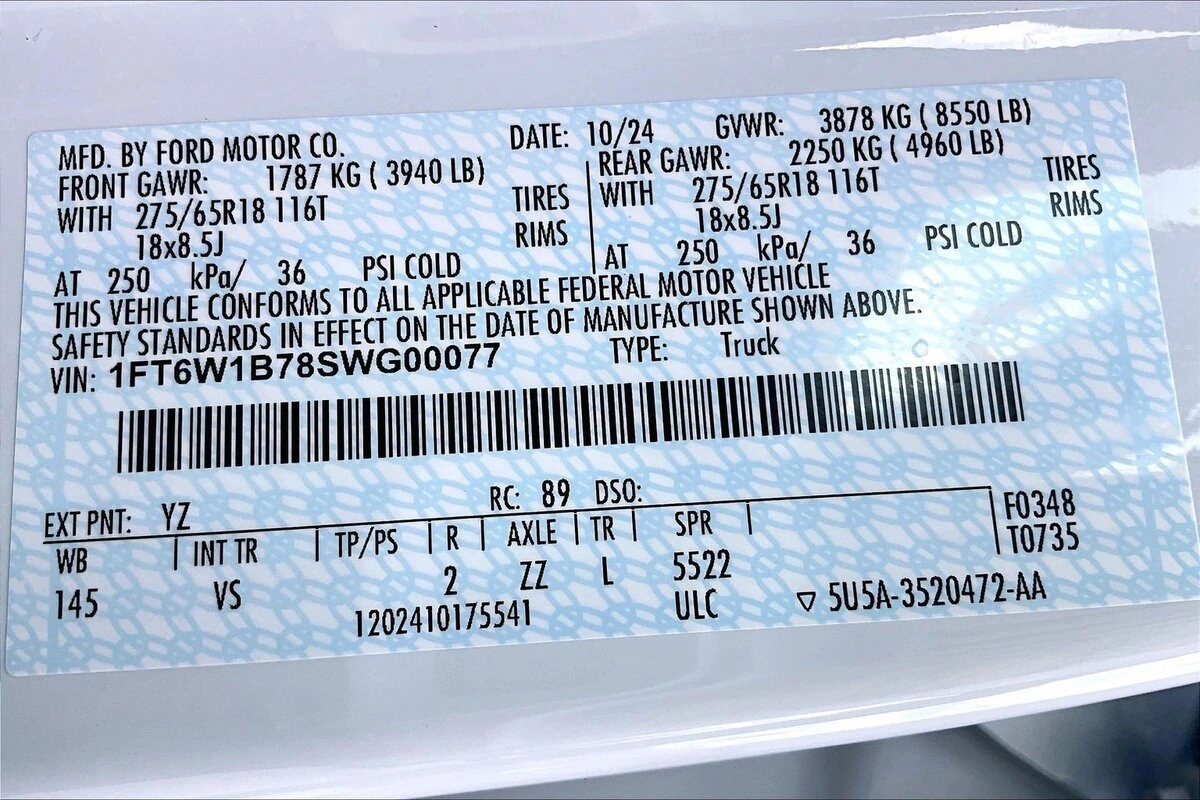 MFD. BY FORD MOTOR CO. DATE: 10/24 GVWR: 3878 KG ( 8550 LB)
FRONT GAWR: 1787 KG ( 3940 LB) REAR GAWR: 2250 KG ( 4960 LB)
WITH 275/65R18 116T TIRES WITH 275/65R18 116T TIRES
18x8.5J RIMS 18x8.5J RIMS
AT 250 kPa/ 36 PSI COLD AT 250 kPa/ 36 PSI COLD
THIS VEHICLE CONFORMS TO ALL APPLICABLE FEDERAL MOTOR VEHICLE
SAFETY STANDARDS IN EFFECT ON THE DATE OF MANUFACTURE SHOWN ABOVE.
VIN: 1FT6W1B78SWG00077 TYPE: Truck
EXT PNT: YZ RC: 89 DSO: F0348
WB INT TR TP/PS R AXLE TR SPR T0735
145 VS 2 ZZ L 5522
1202410175541 ULC ▽ 5U5A-3520472-AA